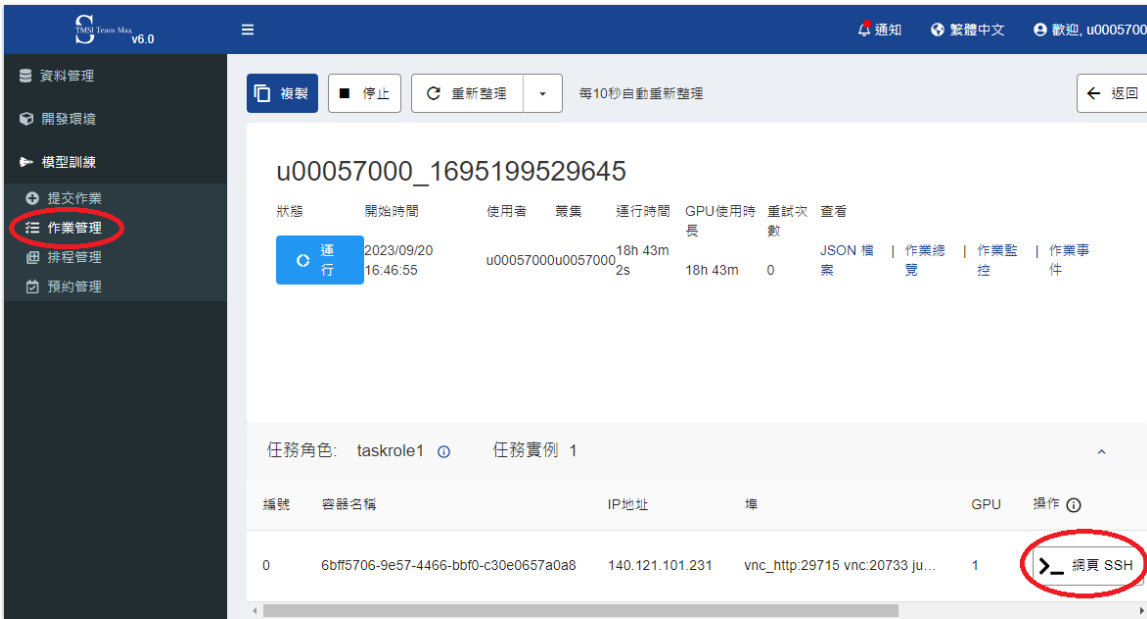 TMSI Team Max v6.0
通知 繁體中文 歡迎, u0005700
資料管理
開發環境
模型訓練
提交作業
作業管理
排程管理
預約管理
複製 停止 重新整理 每10秒自動重新整理 返回
u00057000_1695199529645
狀態 開始時間 使用者 叢集 運行時間 GPU使用時長 重試次數 查看
運行 2023/09/20 16:46:55 u00057000 u0057000 18h 43m 2s 18h 43m 0 JSON 檔案 | 作業總覽 | 作業監控 | 作業事件
任務角色: taskrole1 任務實例 1
編號 容器名稱 IP地址 埠 GPU 操作
0 6bff5706-9e57-4466-bbf0-c30e0657a0a8 140.121.101.231 vnc_http:29715 vnc:20733 ju... 1 網頁 SSH